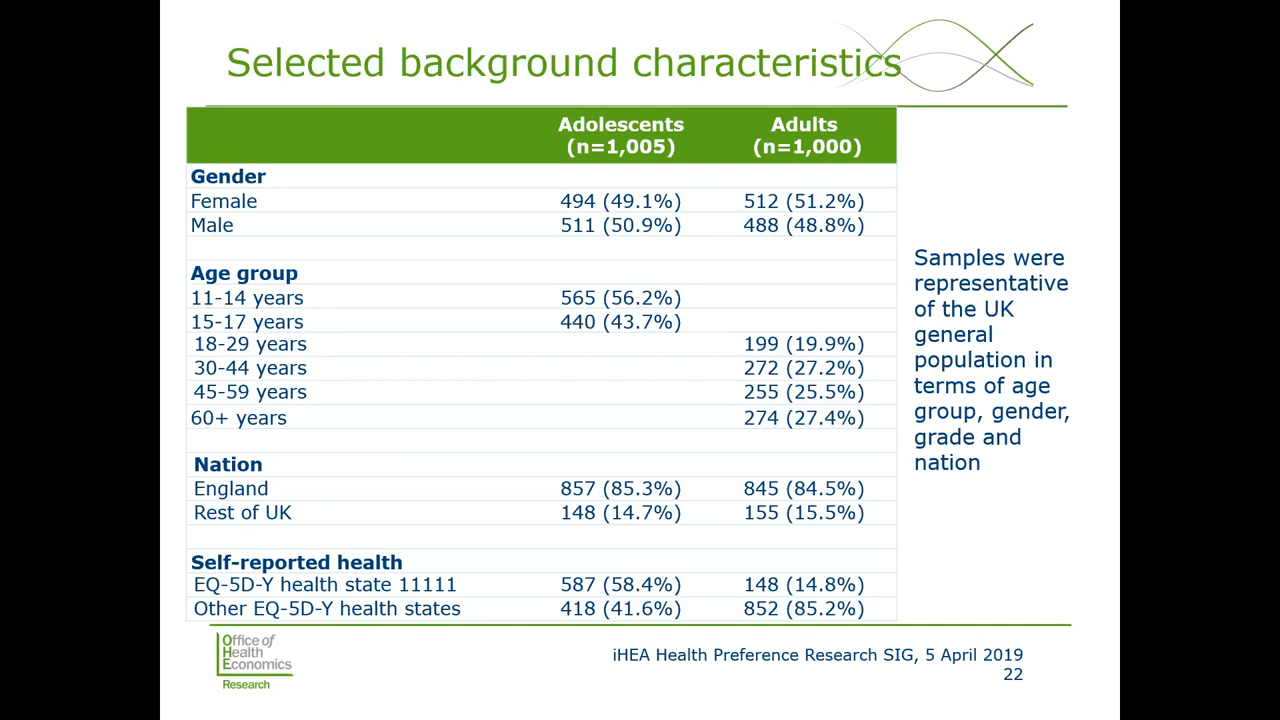 Selected background characteristics
Adolescents Adults
(n=1,005) (n=1,000)
Gender
Female 494 (49.1%) 512 (51.2%)
Male 511 (50.9%) 488 (48.8%)
Age group
11-14 years 565 (56.2%)
15-17 years 440 (43.7%)
18-29 years 199 (19.9%)
30-44 years 272 (27.2%)
45-59 years 255 (25.5%)
60+ years 274 (27.4%)
Nation
England 857 (85.3%) 845 (84.5%)
Rest of UK 148 (14.7%) 155 (15.5%)
Self-reported health
EQ-5D-Y health state 11111 587 (58.4%) 148 (14.8%)
Other EQ-5D-Y health states 418 (41.6%) 852 (85.2%)
Samples were
representative
of the UK
general
population in
terms of age
group, gender,
grade and
nation
Office of
Health
Economics
Research
iHEA Health Preference Research SIG, 5 April 2019
22